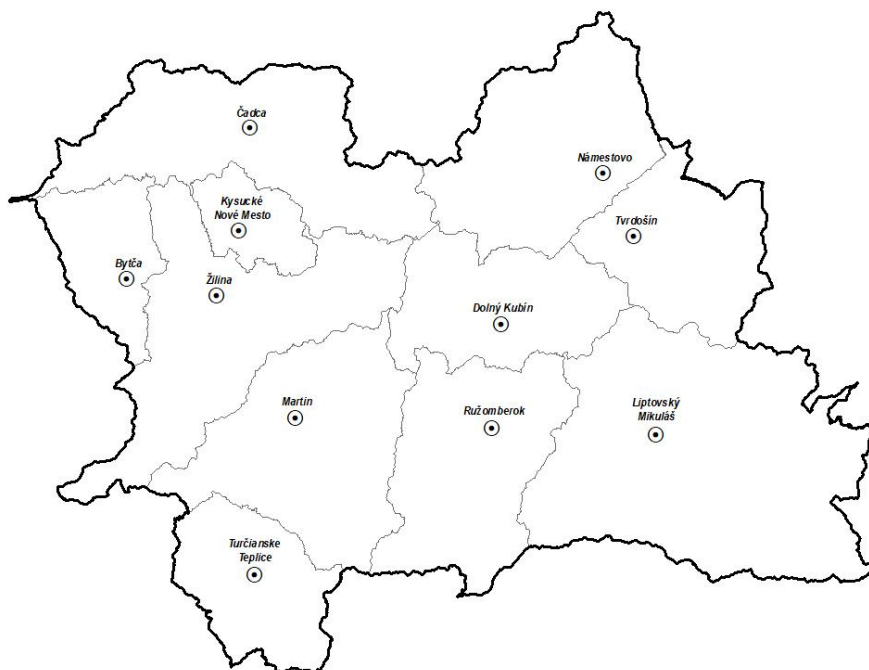 Čadca
Námestovo
Kysucké
Nové Mesto
Tvrdošín
Bytča
Žilina
Dolný Kubín
Martin
Ružomberok
Liptovský
Mikuláš
Turčianske
Teplice